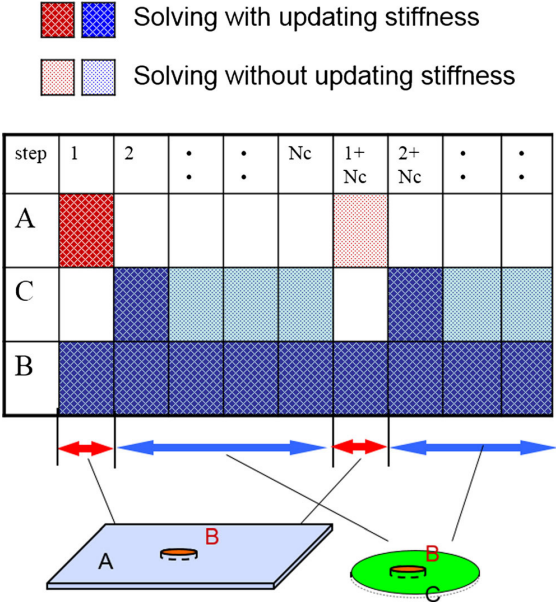 Solving with updating stiffness
Solving without updating stiffness
step 1 2 : : Nc 1+ Nc 2+ Nc : :
A
C
B
B
A
B
C